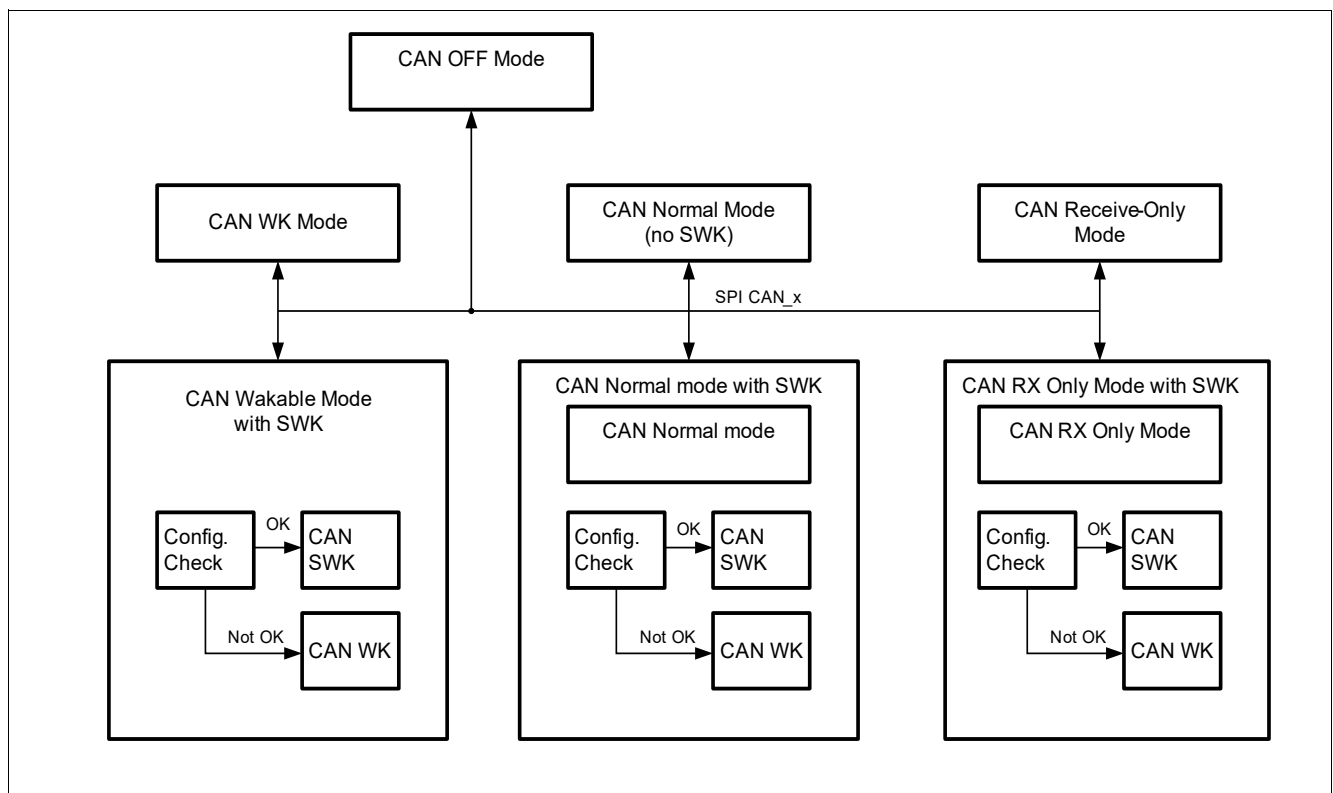 CAN OFF Mode
CAN WK Mode
CAN Normal Mode
(no SWK)
CAN Receive-Only
Mode
SPI CAN_x
CAN Wakable Mode
with SWK
Config.
Check
OK
CAN
SWK
Not OK
CAN WK
CAN Normal mode with SWK
CAN Normal mode
Config.
Check
OK
CAN
SWK
Not OK
CAN WK
CAN RX Only Mode with SWK
CAN RX Only Mode
Config.
Check
OK
CAN
SWK
Not OK
CAN WK